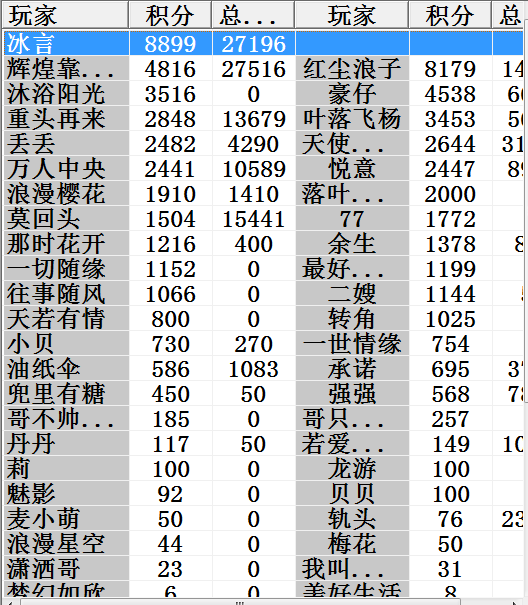 玩家 积分 总... 玩家 积分 总
冰言 8899 27196
辉煌靠... 4816 27516 红尘浪子 8179 14
沐浴阳光 3516 0 豪仔 4538 66
重头再来 2848 13679 叶落飞杨 3453 56
丢丢 2482 4290 天使... 2644 31
万人中央 2441 10589 悦意 2447 89
浪漫樱花 1910 1410 落叶... 2000
莫回头 1504 15441 77 1772
那时花开 1216 400 余生 1378 8
一切随缘 1152 0 最好... 1199
往事随风 1066 0 二嫂 1144
天若有情 800 0 转角 1025
小贝 730 270 一世情缘 754
油纸伞 586 1083 承诺 695 37
兜里有糖 450 50 强强 568 78
哥不帅... 185 0 哥只... 257
丹丹 117 50 若爱... 149 10
莉 100 0 龙游 100
魅影 92 0 贝贝 100
麦小萌 50 0 轨头 76 23
浪漫星空 44 0 梅花 50
潇洒哥 23 0 我叫... 31
梦幻如欣 6 0 美好生活 8